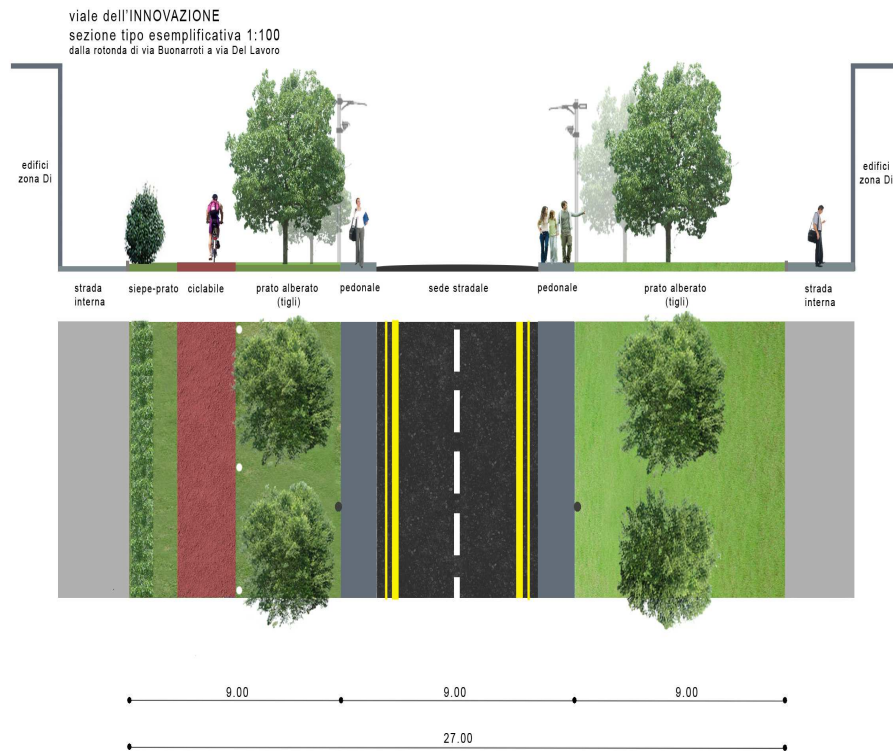 viale dell'INNOVAZIONE
sezione tipo esemplificativa 1:100
dalla rotonda di via Buonarroti a via Del Lavoro
edifici
zona Di
edifici
zona Di
strada
interna
siepe-prato
ciclabile
prato alberato
(tigli)
pedonale
sede stradale
pedonale
prato alberato
(tigli)
strada
interna
9.00
9.00
9.00
27.00